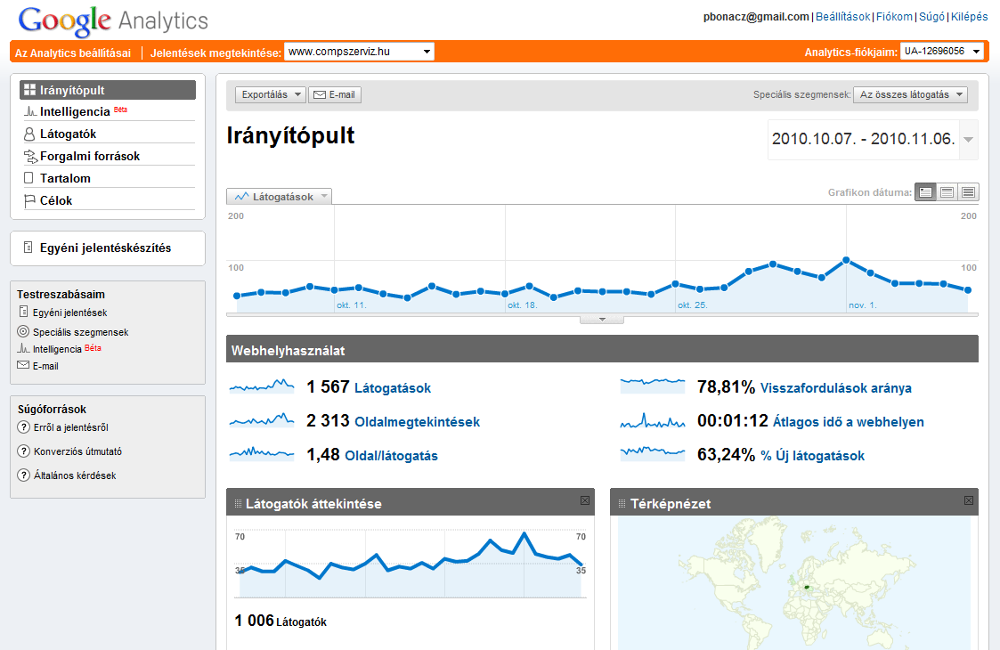 Google Analytics
pbonacz@gmail.com | Beállítások | Fiókom | Súgó | Kilépés
Az Analytics beállításai | Jelentések megtekintése: www.compszerviz.hu
Analytics-fiókjaim: UA-12696056
Irányítópult
Intelligencia Béta
Látogatók
Forgalmi források
Tartalom
Célok
Egyéni jelentéskészítés
Testreszabásaim
Egyéni jelentések
Speciális szegmensek
Intelligencia Béta
E-mail
Súgóforrások
Erről a jelentésről
Konverziós útmutató
Általános kérdések
Exportálás
E-mail
Speciális szegmensek: Az összes látogatás
Irányítópult
2010.10.07. - 2010.11.06.
Látogatások
Grafikon dátuma:
200 200
100 100
okt. 11. okt. 18. okt. 25. nov. 1.
Webhelyhasználat
1 567 Látogatások
2 313 Oldalmegtekintések
1,48 Oldal/látogatás
78,81% Visszafordulások aránya
00:01:12 Átlagos idő a webhelyen
63,24% % Új látogatások
Látogatók áttekintése
70 70
35 35
1 006 Látogatók
Térképnézet